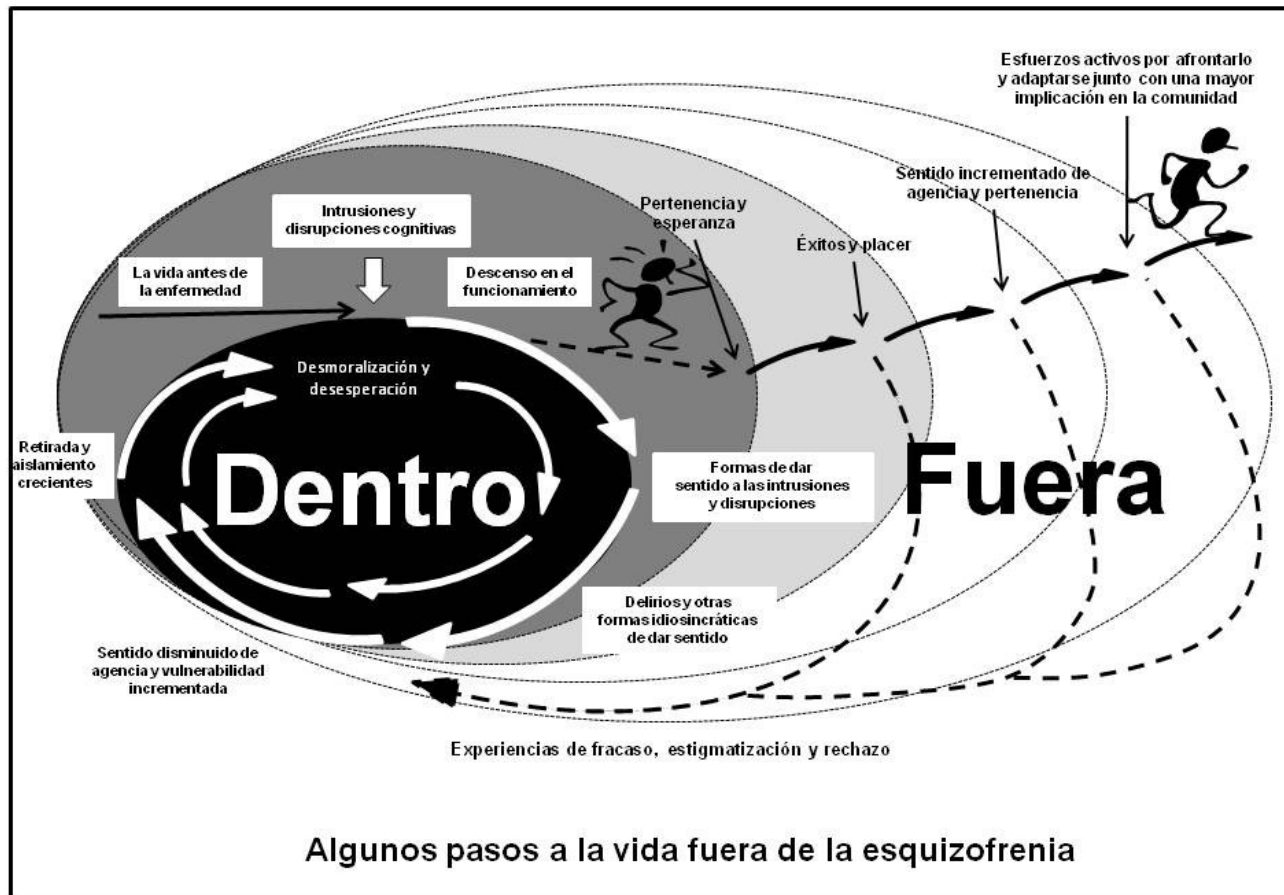 Esfuerzos activos por afrontarlo
y adaptarse junto con una mayor
implicación en la comunidad
Sentido incrementado de
agencia y pertenencia
Pertenencia y
esperanza
Éxitos y placer
Intrusiones y
disrupciones cognitivas
La vida antes de
la enfermedad
Descenso en el
funcionamiento
Desmoralización y
desesperación
Retirada y
aislamiento
crecientes
Dentro
Formas de dar
sentido a las intrusiones
y disrupciones
Fuera
Delirios y otras
formas idiosincráticas
de dar sentido
Sentido disminuido de
agencia y vulnerabilidad
incrementada
Experiencias de fracaso, estigmatización y rechazo
Algunos pasos a la vida fuera de la esquizofrenia